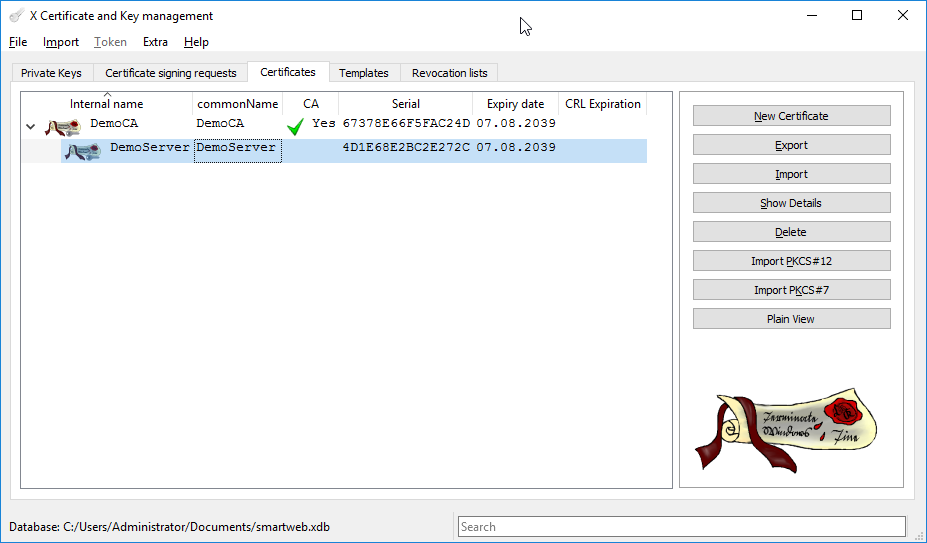 X Certificate and Key management
File Import Token Extra Help
Private Keys Certificate signing requests Certificates Templates Revocation lists
Internal name commonName CA Serial Expiry date CRL Expiration
DemoCA DemoCA Yes 67378E66F5FAC24D 07.08.2039
DemoServer DemoServer 4D1E68E2BC2E272C 07.08.2039
New Certificate
Export
Import
Show Details
Delete
Import PKCS#12
Import PKCS#7
Plain View
Terminate
Windows
Fine
Database: C:/Users/Administrator/Documents/smartweb.xdb
Search